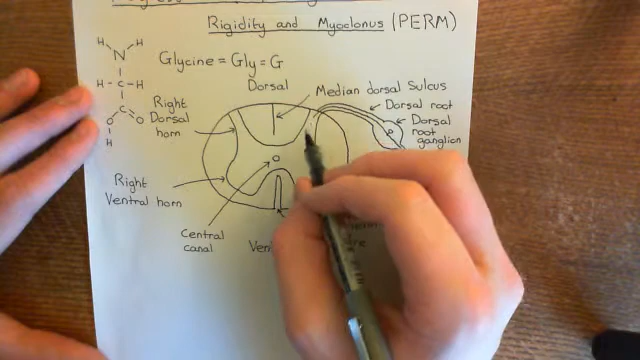 Rigidity and Myoclonus (PERM)
Glycine = Gly = G
H H
N
H - C - H
C
O O
H
Dorsal
Median dorsal Sulcus
Dorsal root
Dorsal
root
ganglion
Right
Dorsal
horn
Right
Ventral horn
Central
canal